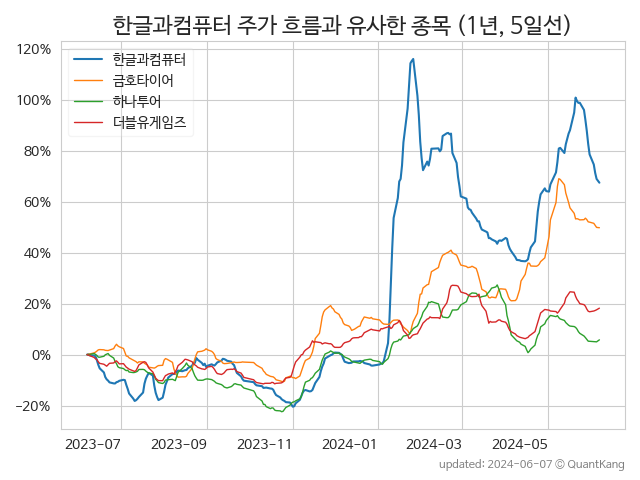 한글과컴퓨터 주가 흐름과 유사한 종목 (1년, 5일선)
한글과컴퓨터
금호타이어
하나투어
더블유게임즈
120%
100%
80%
60%
40%
20%
0%
−20%
2023-07
2023-09
2023-11
2024-01
2024-03
2024-05
updated: 2024-06-07 © QuantKang